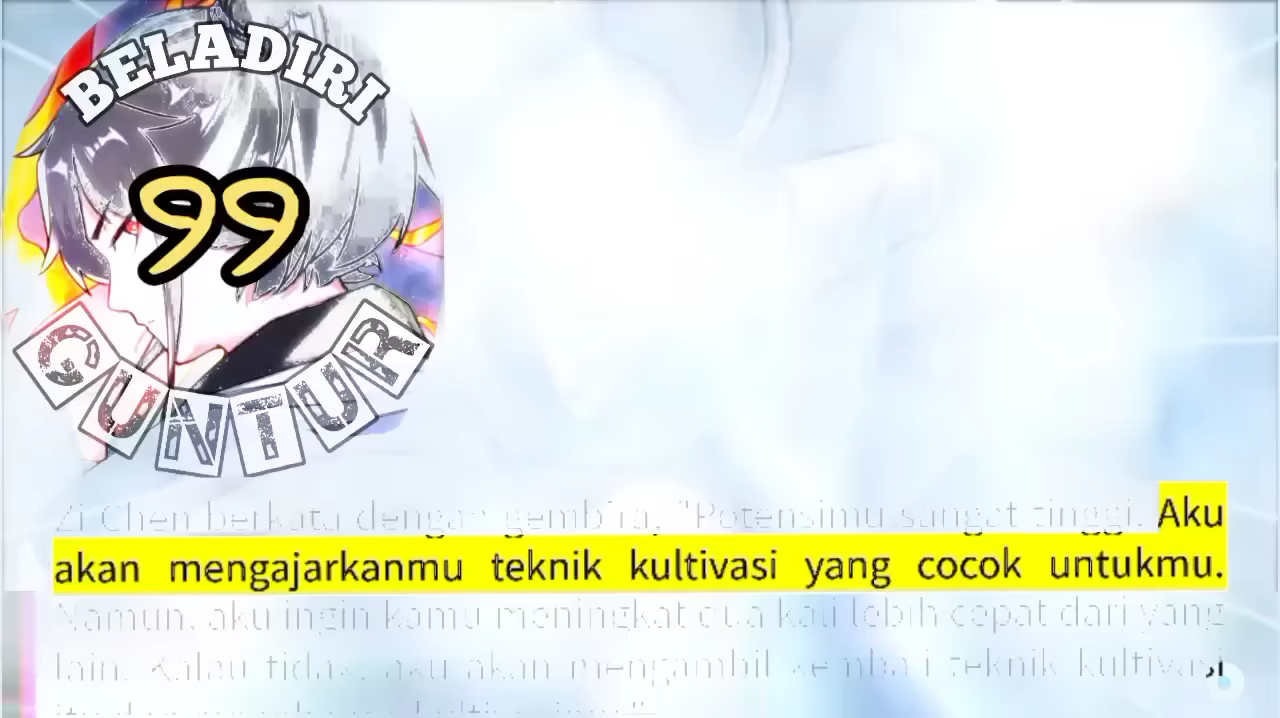 BELADIRI
99
GUNTUR
Zi Chen berkata dengan gembira, "Potensimu sangat tinggi. Aku
akan mengajarkanmu teknik kultivasi yang cocok untukmu.
Namun, aku ingin kamu meningkat dua kali lebih cepat dari yang
lain. Kalau tidak, aku akan mengambil kembali teknik kultivasi